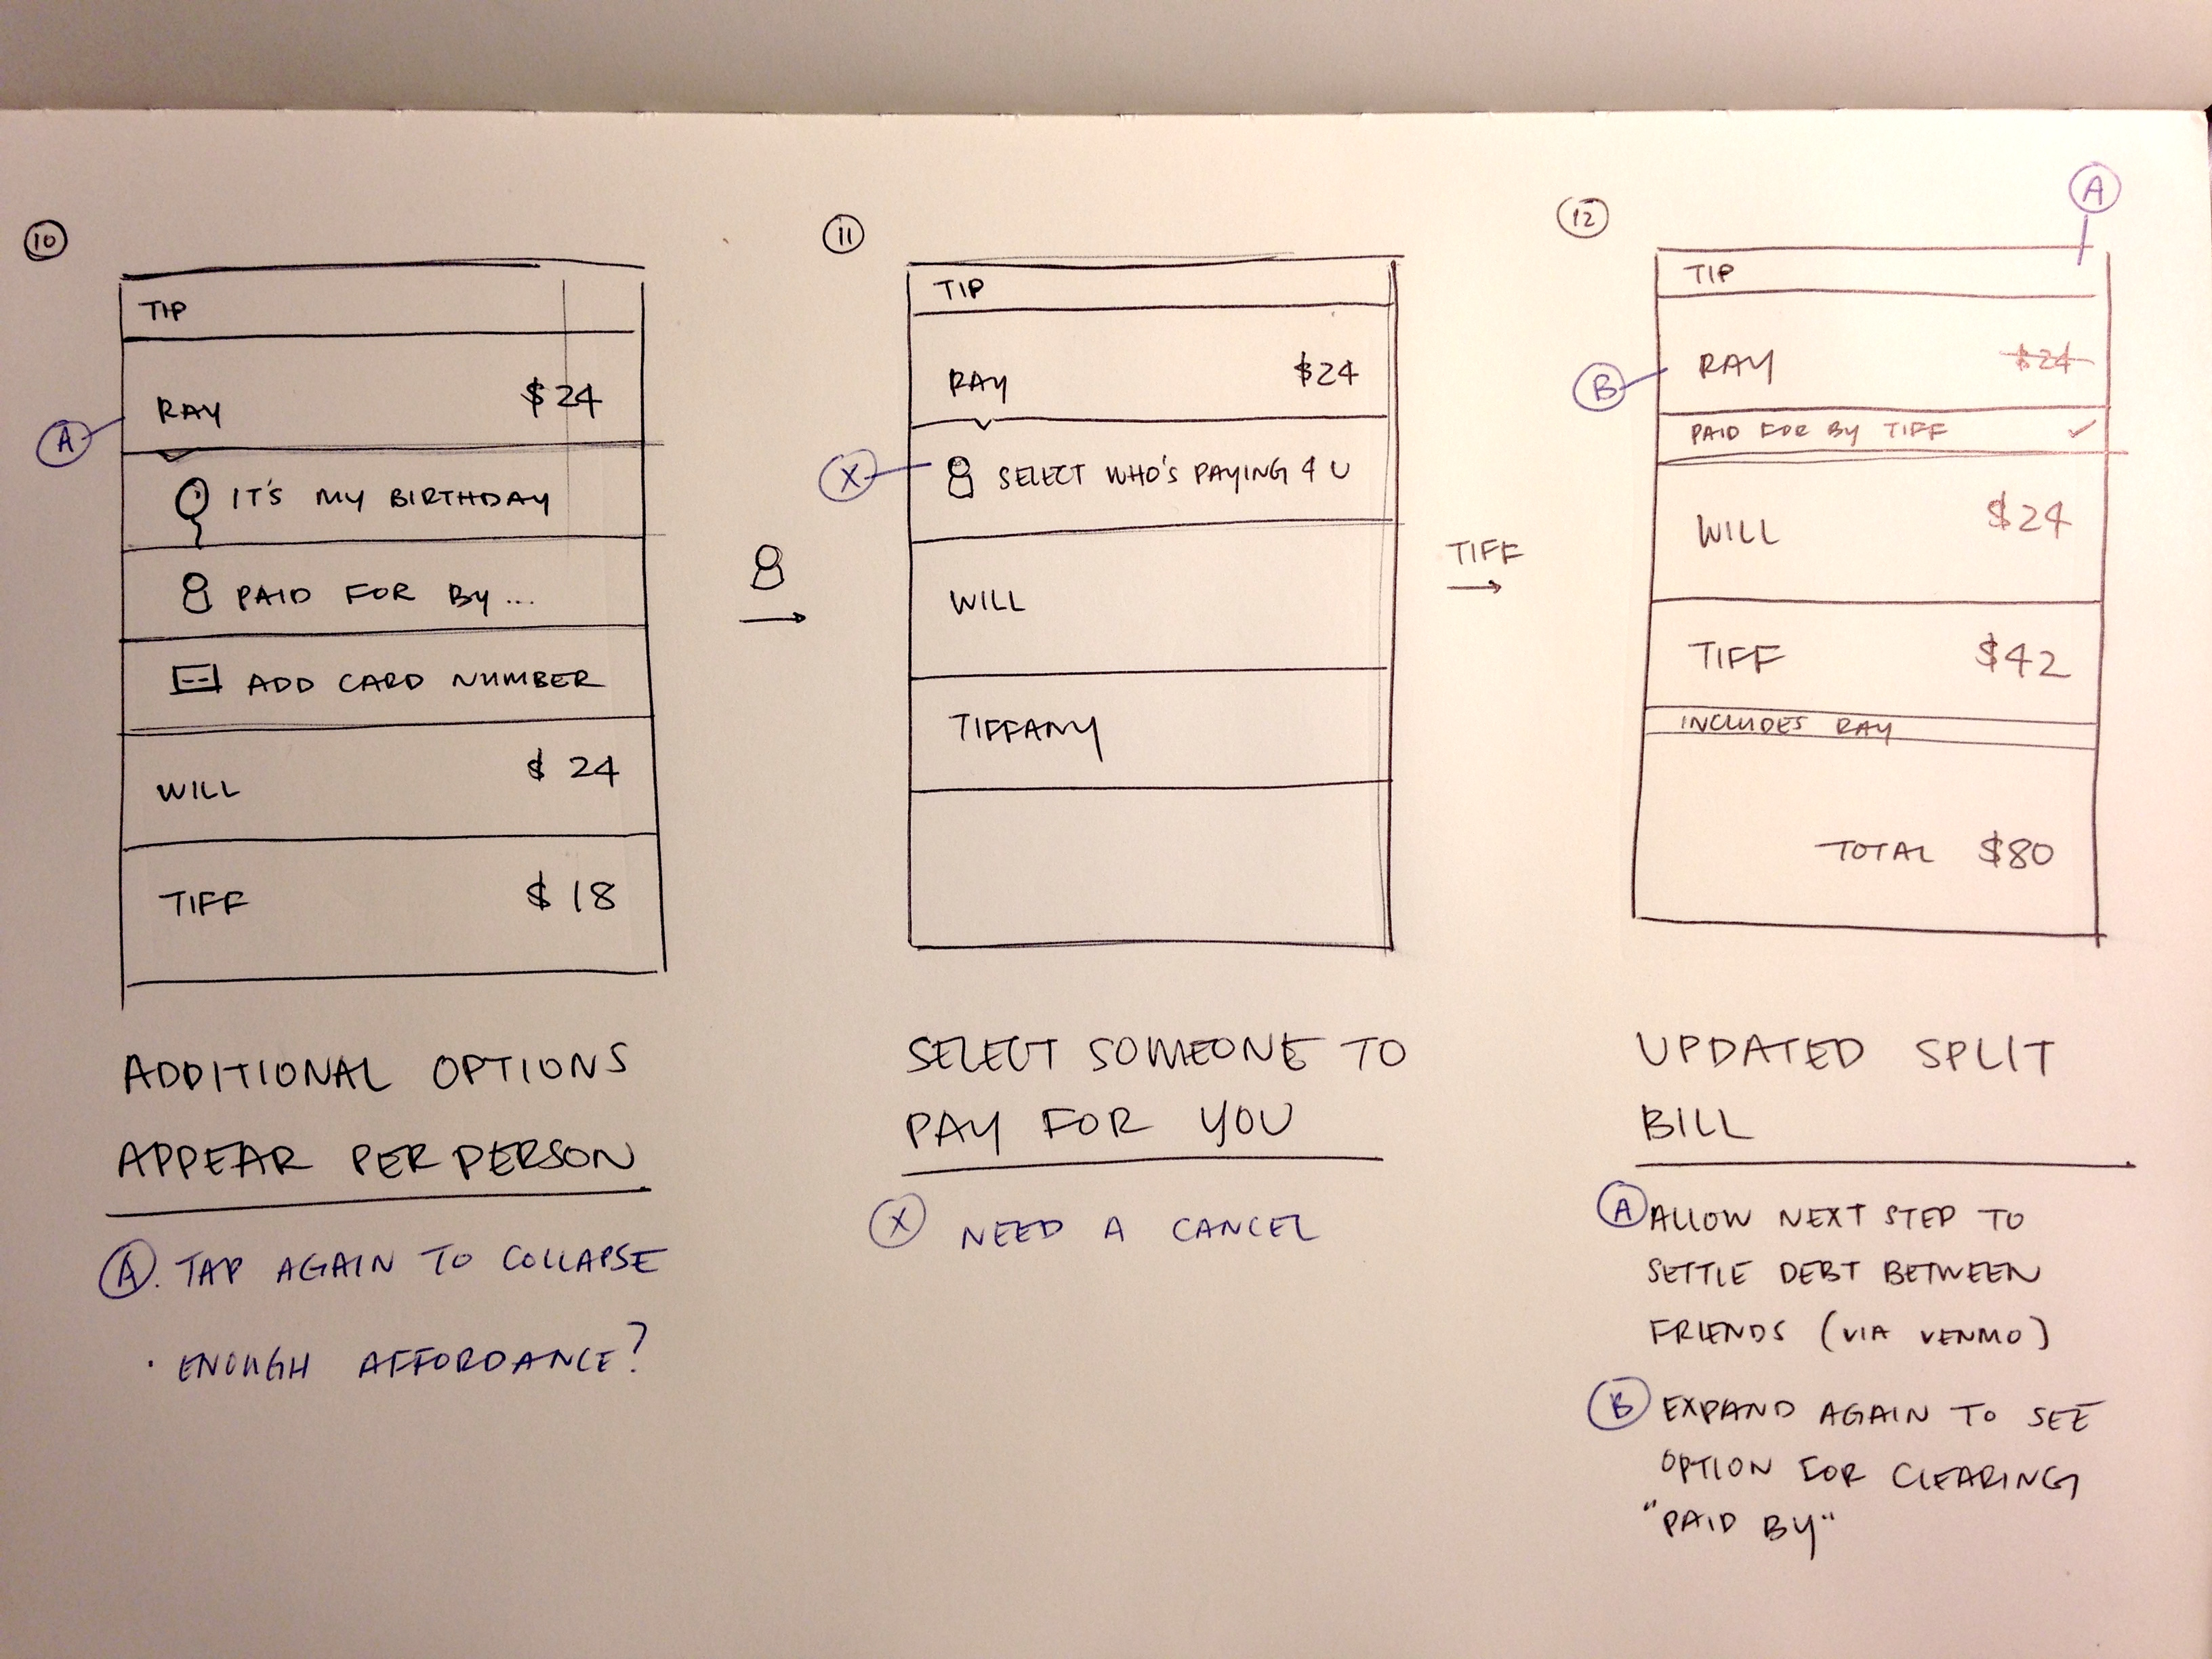 10
TIP
RAY $24
A
IT'S MY BIRTHDAY
PAID FOR BY ...
ADD CARD NUMBER
WILL $ 24
TIFF $ 18
ADDITIONAL OPTIONS
APPEAR PER PERSON
A. TAP AGAIN TO COLLAPSE
· ENOUGH AFFORDANCE?
11
TIP
RAY $24
X
SELECT WHO'S PAYING 4 U
WILL
TIFFANY
SELECT SOMEONE TO
PAY FOR YOU
X NEED A CANCEL
TIFF
12
A
TIP
B
RAY $24
PAID FOR BY TIFF ✓
WILL $24
TIFF $42
INCLUDES RAY
TOTAL $80
UPDATED SPLIT
BILL
A ALLOW NEXT STEP TO
SETTLE DEBT BETWEEN
FRIENDS (VIA VENMO)
B EXPAND AGAIN TO SEE
OPTION FOR CLEARING
"PAID BY"